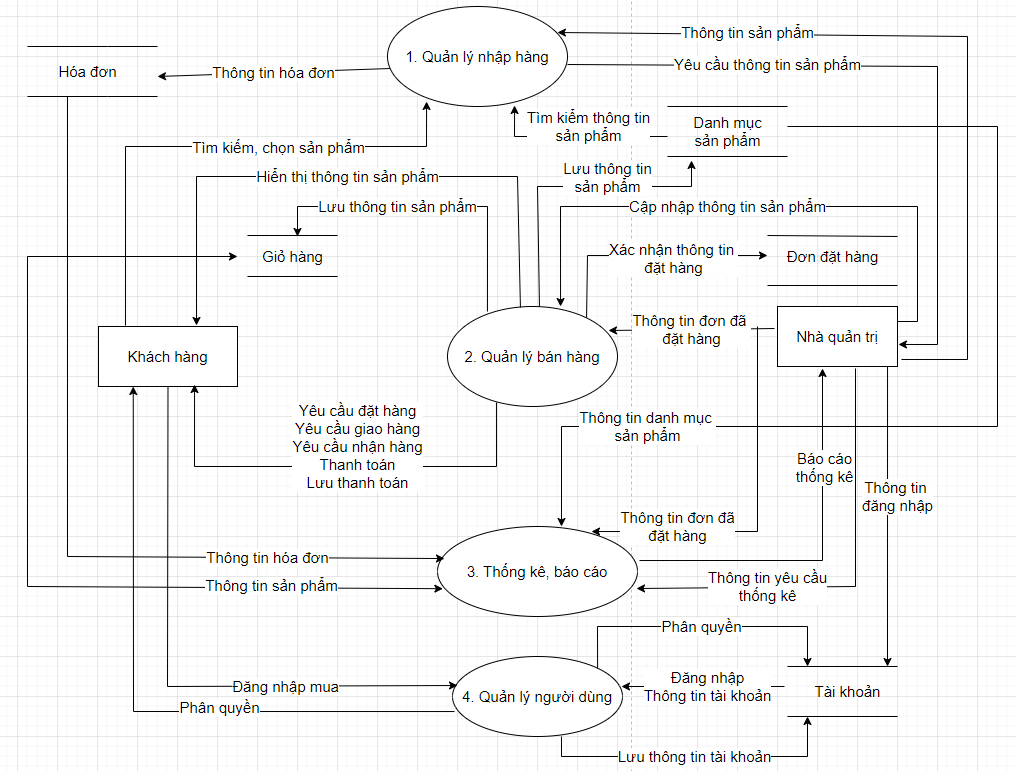 Thông tin sản phẩm
1. Quản lý nhập hàng
Yêu cầu thông tin sản phẩm
Hóa đơn
Thông tin hóa đơn
Tìm kiểm thông tin
sản phẩm
Danh mục
sản phẩm
Tìm kiếm, chọn sản phẩm
Lưu thông tin
sản phẩm
Hiển thị thông tin sản phẩm
Lưu thông tin sản phẩm
Cập nhập thông tin sản phẩm
Giỏ hàng
Xác nhận thông tin
đặt hàng
Đơn đặt hàng
Thông tin đơn đã
đặt hàng
Nhà quản trị
Khách hàng
2. Quản lý bán hàng
Yêu cầu đặt hàng
Yêu cầu giao hàng
Yêu cầu nhận hàng
Thanh toán
Lưu thanh toán
Thông tin danh mục
sản phẩm
Báo cáo
thống kê
Thông tin
đăng nhập
Thông tin đơn đã
đặt hàng
Thông tin hóa đơn
3. Thống kê, báo cáo
Thông tin sản phẩm
Thông tin yêu cầu
thống kê
Phân quyền
Đăng nhập
Thông tin tài khoản
Tài khoản
Đăng nhập mua
4. Quản lý người dùng
Phân quyền
Lưu thông tin tài khoản